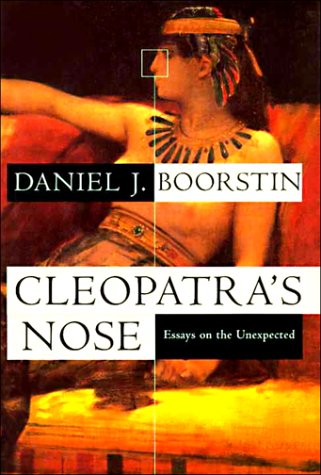 DANIEL J. BOORSTIN
CLEOPATRA'S
NOSE
Essays on the Unexpected